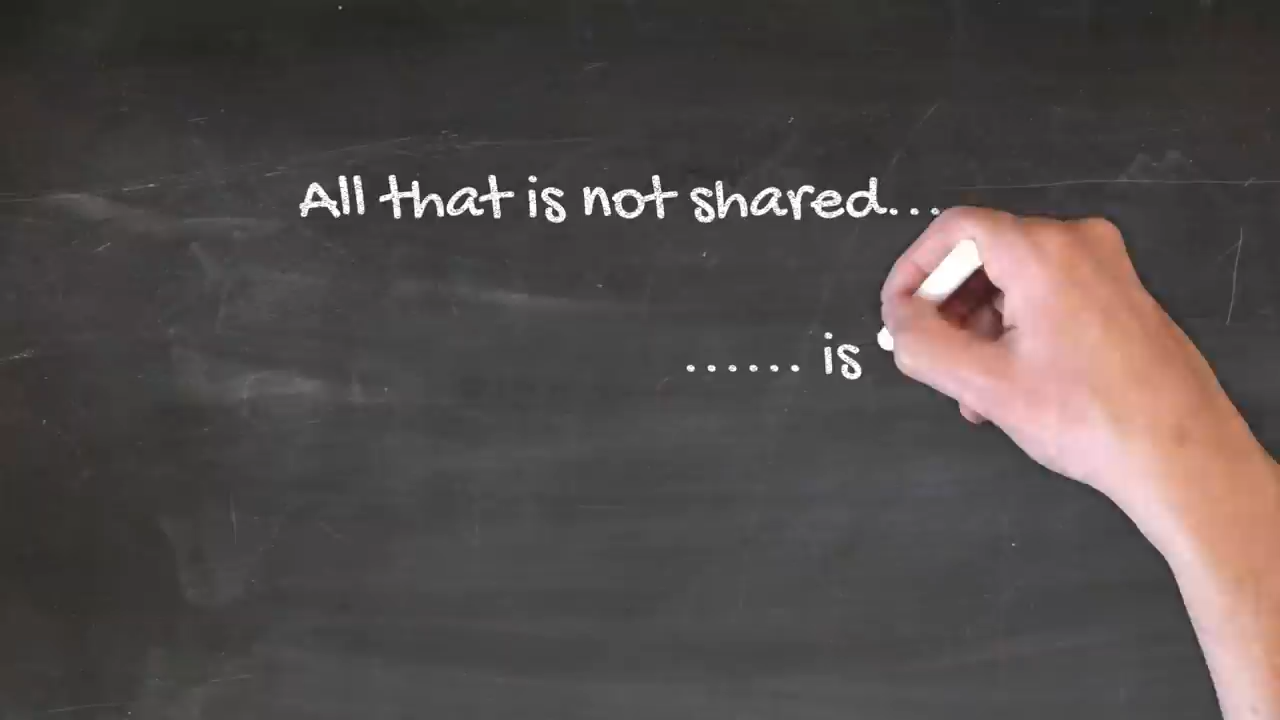 All that is not shared...
...... is